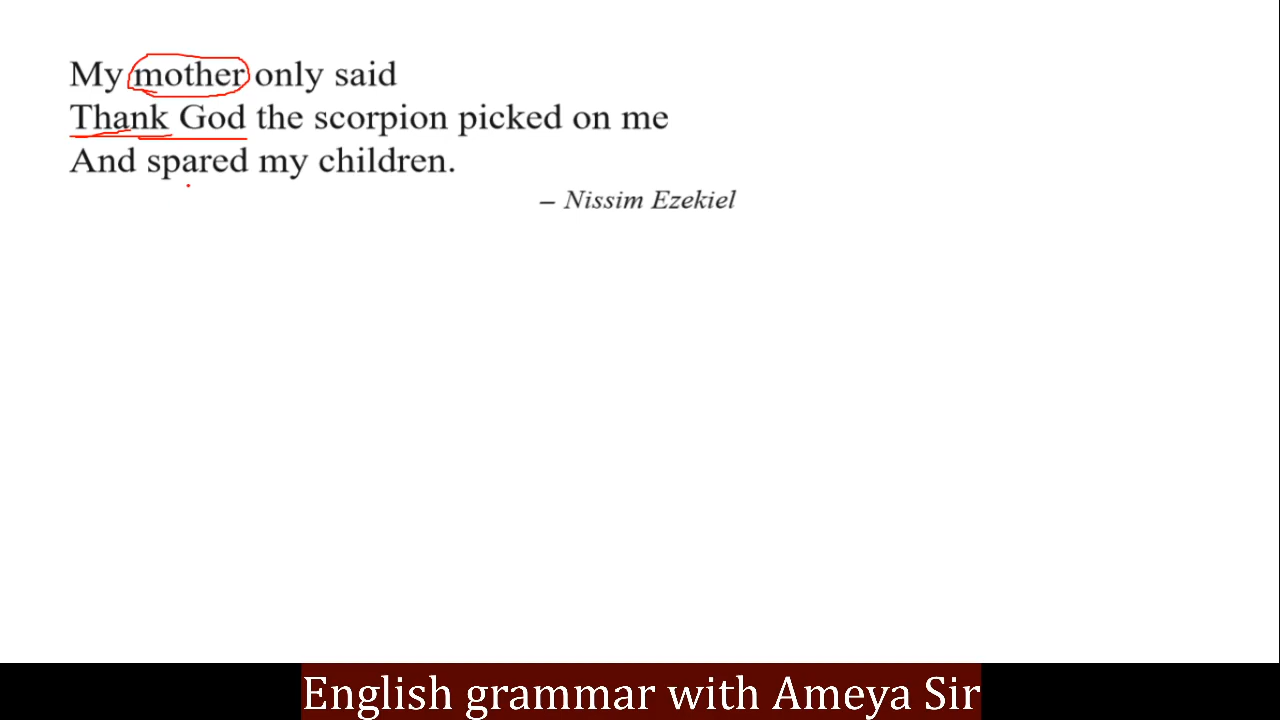 My mother only said
Thank God the scorpion picked on me
And spared my children.
– Nissim Ezekiel
English grammar with Ameya Sir